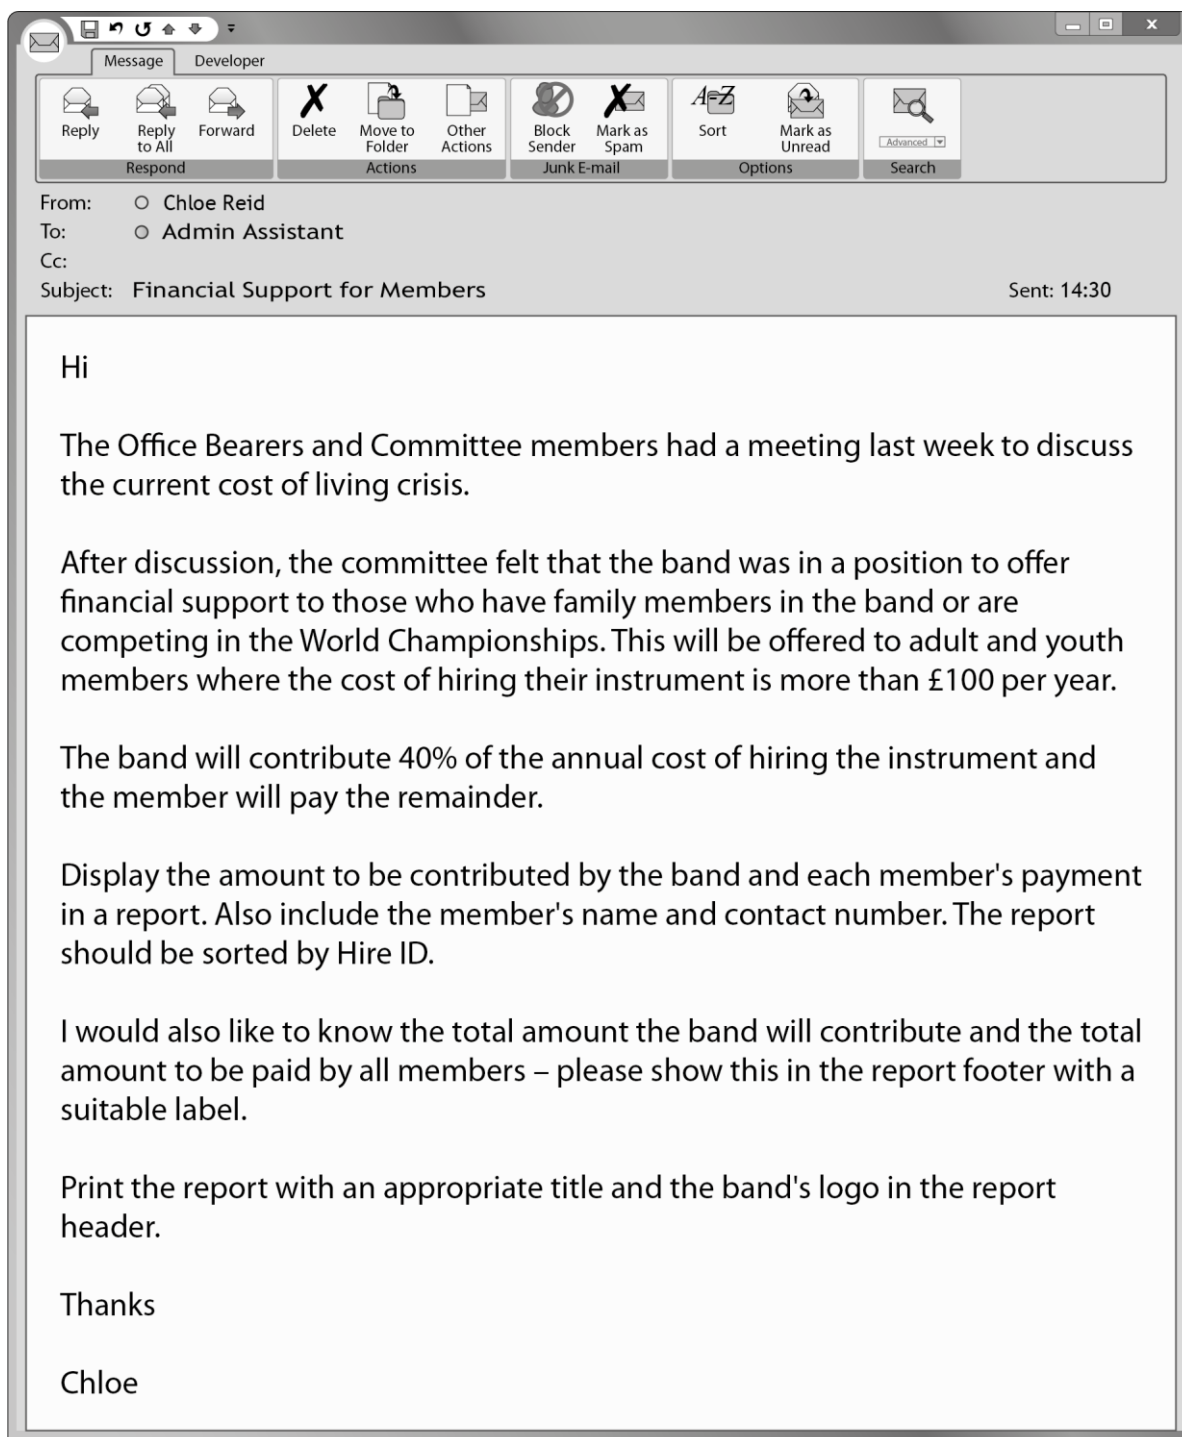 Message Developer
Reply Reply to All Forward Delete Move to Folder Other Actions Block Sender Mark as Spam A=Z Sort Mark as Unread Advanced
Respond Actions Junk E-mail Options Search
From: Chloe Reid
To: Admin Assistant
Cc:
Subject: Financial Support for Members Sent: 14:30
Hi
The Office Bearers and Committee members had a meeting last week to discuss
the current cost of living crisis.
After discussion, the committee felt that the band was in a position to offer
financial support to those who have family members in the band or are
competing in the World Championships. This will be offered to adult and youth
members where the cost of hiring their instrument is more than £100 per year.
The band will contribute 40% of the annual cost of hiring the instrument and
the member will pay the remainder.
Display the amount to be contributed by the band and each member's payment
in a report. Also include the member's name and contact number. The report
should be sorted by Hire ID.
I would also like to know the total amount the band will contribute and the total
amount to be paid by all members – please show this in the report footer with a
suitable label.
Print the report with an appropriate title and the band's logo in the report
header.
Thanks
Chloe